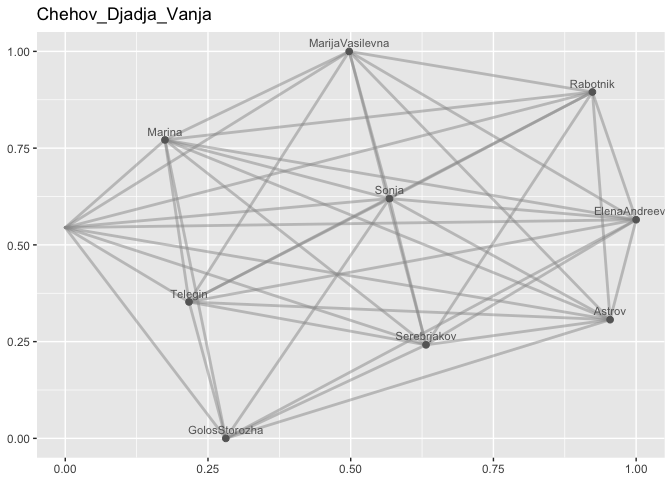 Chehov_Djadja_Vanja
MarijaVasilevna
1.00
Rabotnik
Marina
0.75
Sonja
ElenaAndreev
0.50
Telegin
Astrov
Serebrjakov
0.25
GolosStorozha
0.00
0.00 0.25 0.50 0.75 1.00